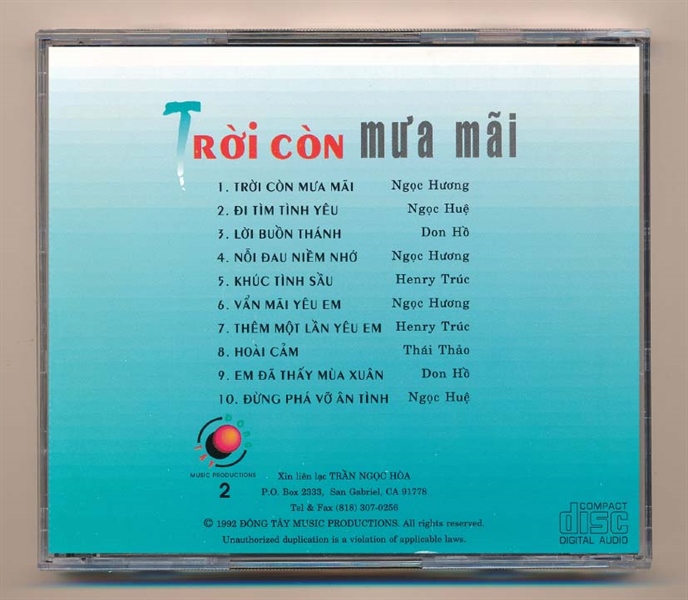 TRỜI CÒN mưa mãi
1. TRỜI CÒN MƯA MÃI Ngọc Hương
2. ĐI TÌM TÌNH YÊU Ngọc Huệ
3. LỜI BUỒN THÁNH Don Hồ
4. NỖI ĐAU NIỀM NHỚ Ngọc Hương
5. KHÚC TÌNH SẦU Henry Trúc
6. VẨN MÃI YÊU EM Ngọc Hương
7. THÊM MỘT LẦN YÊU EM Henry Trúc
8. HOÀI CẢM Thái Thảo
9. EM ĐÃ THẤY MÙA XUÂN Don Hồ
10. ĐỪNG PHÁ VỠ ÂN TÌNH Ngọc Huệ
ĐÔNG TÂY
MUSIC PRODUCTIONS
2
Xin liên lạc TRẦN NGỌC HÒA
P.O. Box 2333, San Gabriel, CA 91778
Tel & Fax (818) 307-0256
© 1992 ĐÔNG TÂY MUSIC PRODUCTIONS. All rights reserved.
Unauthorized duplication is a violation of applicable laws.
COMPACT
disc
DIGITAL AUDIO